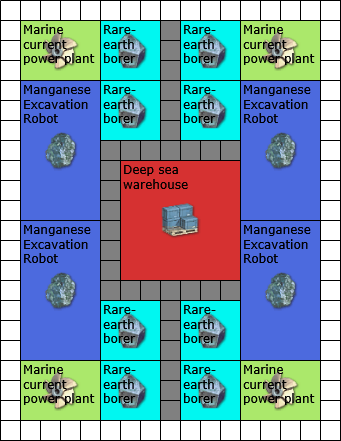 Marine
current
power plant
Rare-
earth
borer
Rare-
earth
borer
Marine
current
power plant
Manganese
Excavation
Robot
Rare-
earth
borer
Rare-
earth
borer
Manganese
Excavation
Robot
Deep sea
warehouse
Manganese
Excavation
Robot
Manganese
Excavation
Robot
Rare-
earth
borer
Rare-
earth
borer
Marine
current
power plant
Rare-
earth
borer
Rare-
earth
borer
Marine
current
power plant